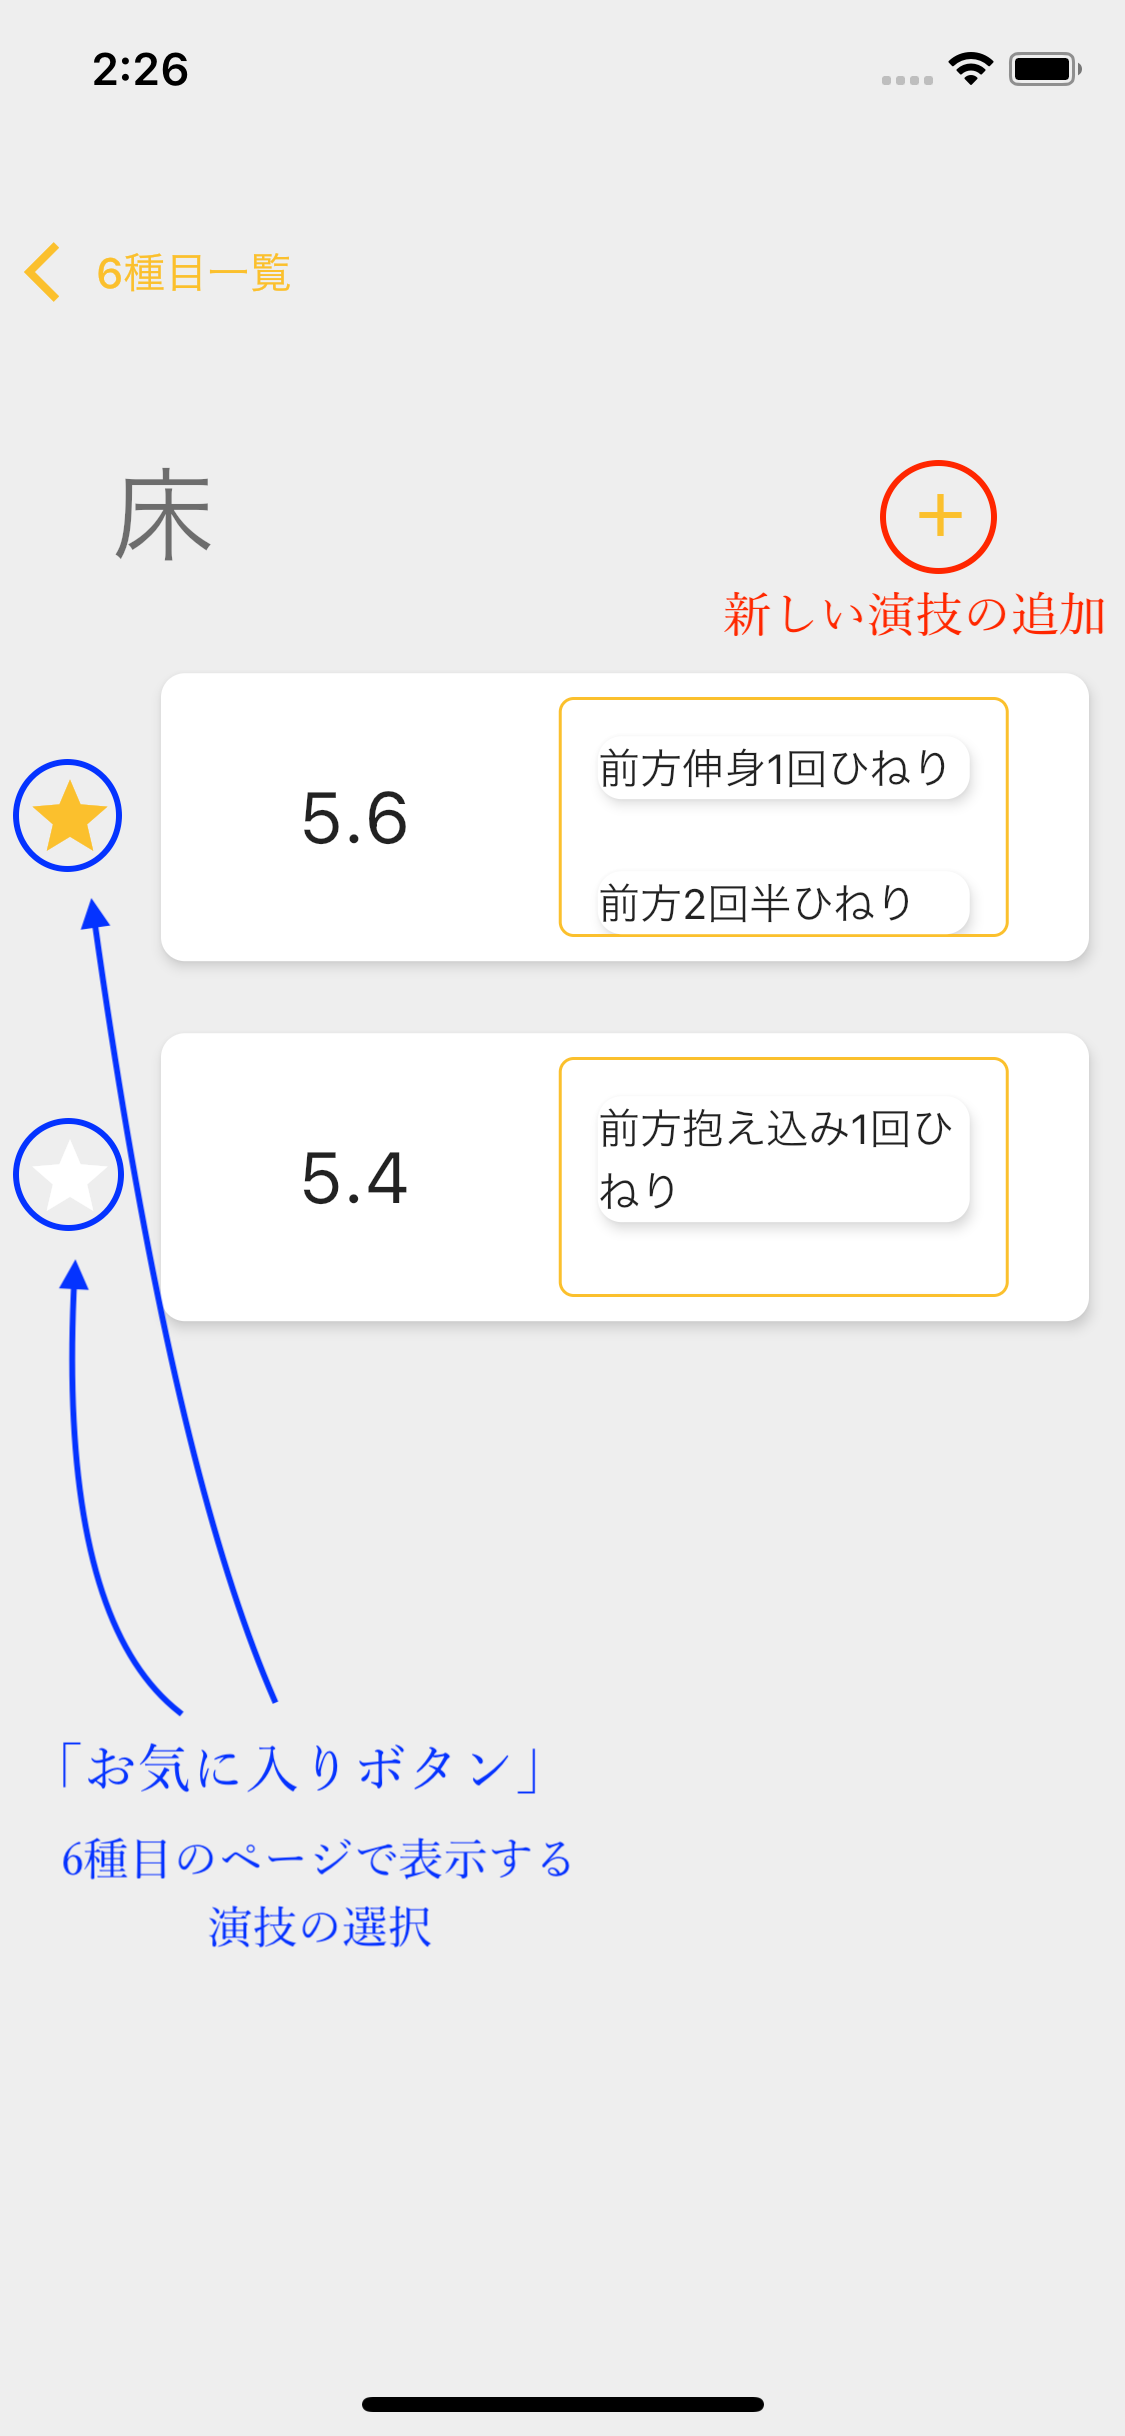 2:26
6種目一覧
床
新しい演技の追加
5.6
前方伸身1回ひねり
前方2回半ひねり
5.4
前方抱え込み1回ひ
ねり
「お気に入りボタン」
6種目のページで表示する
演技の選択